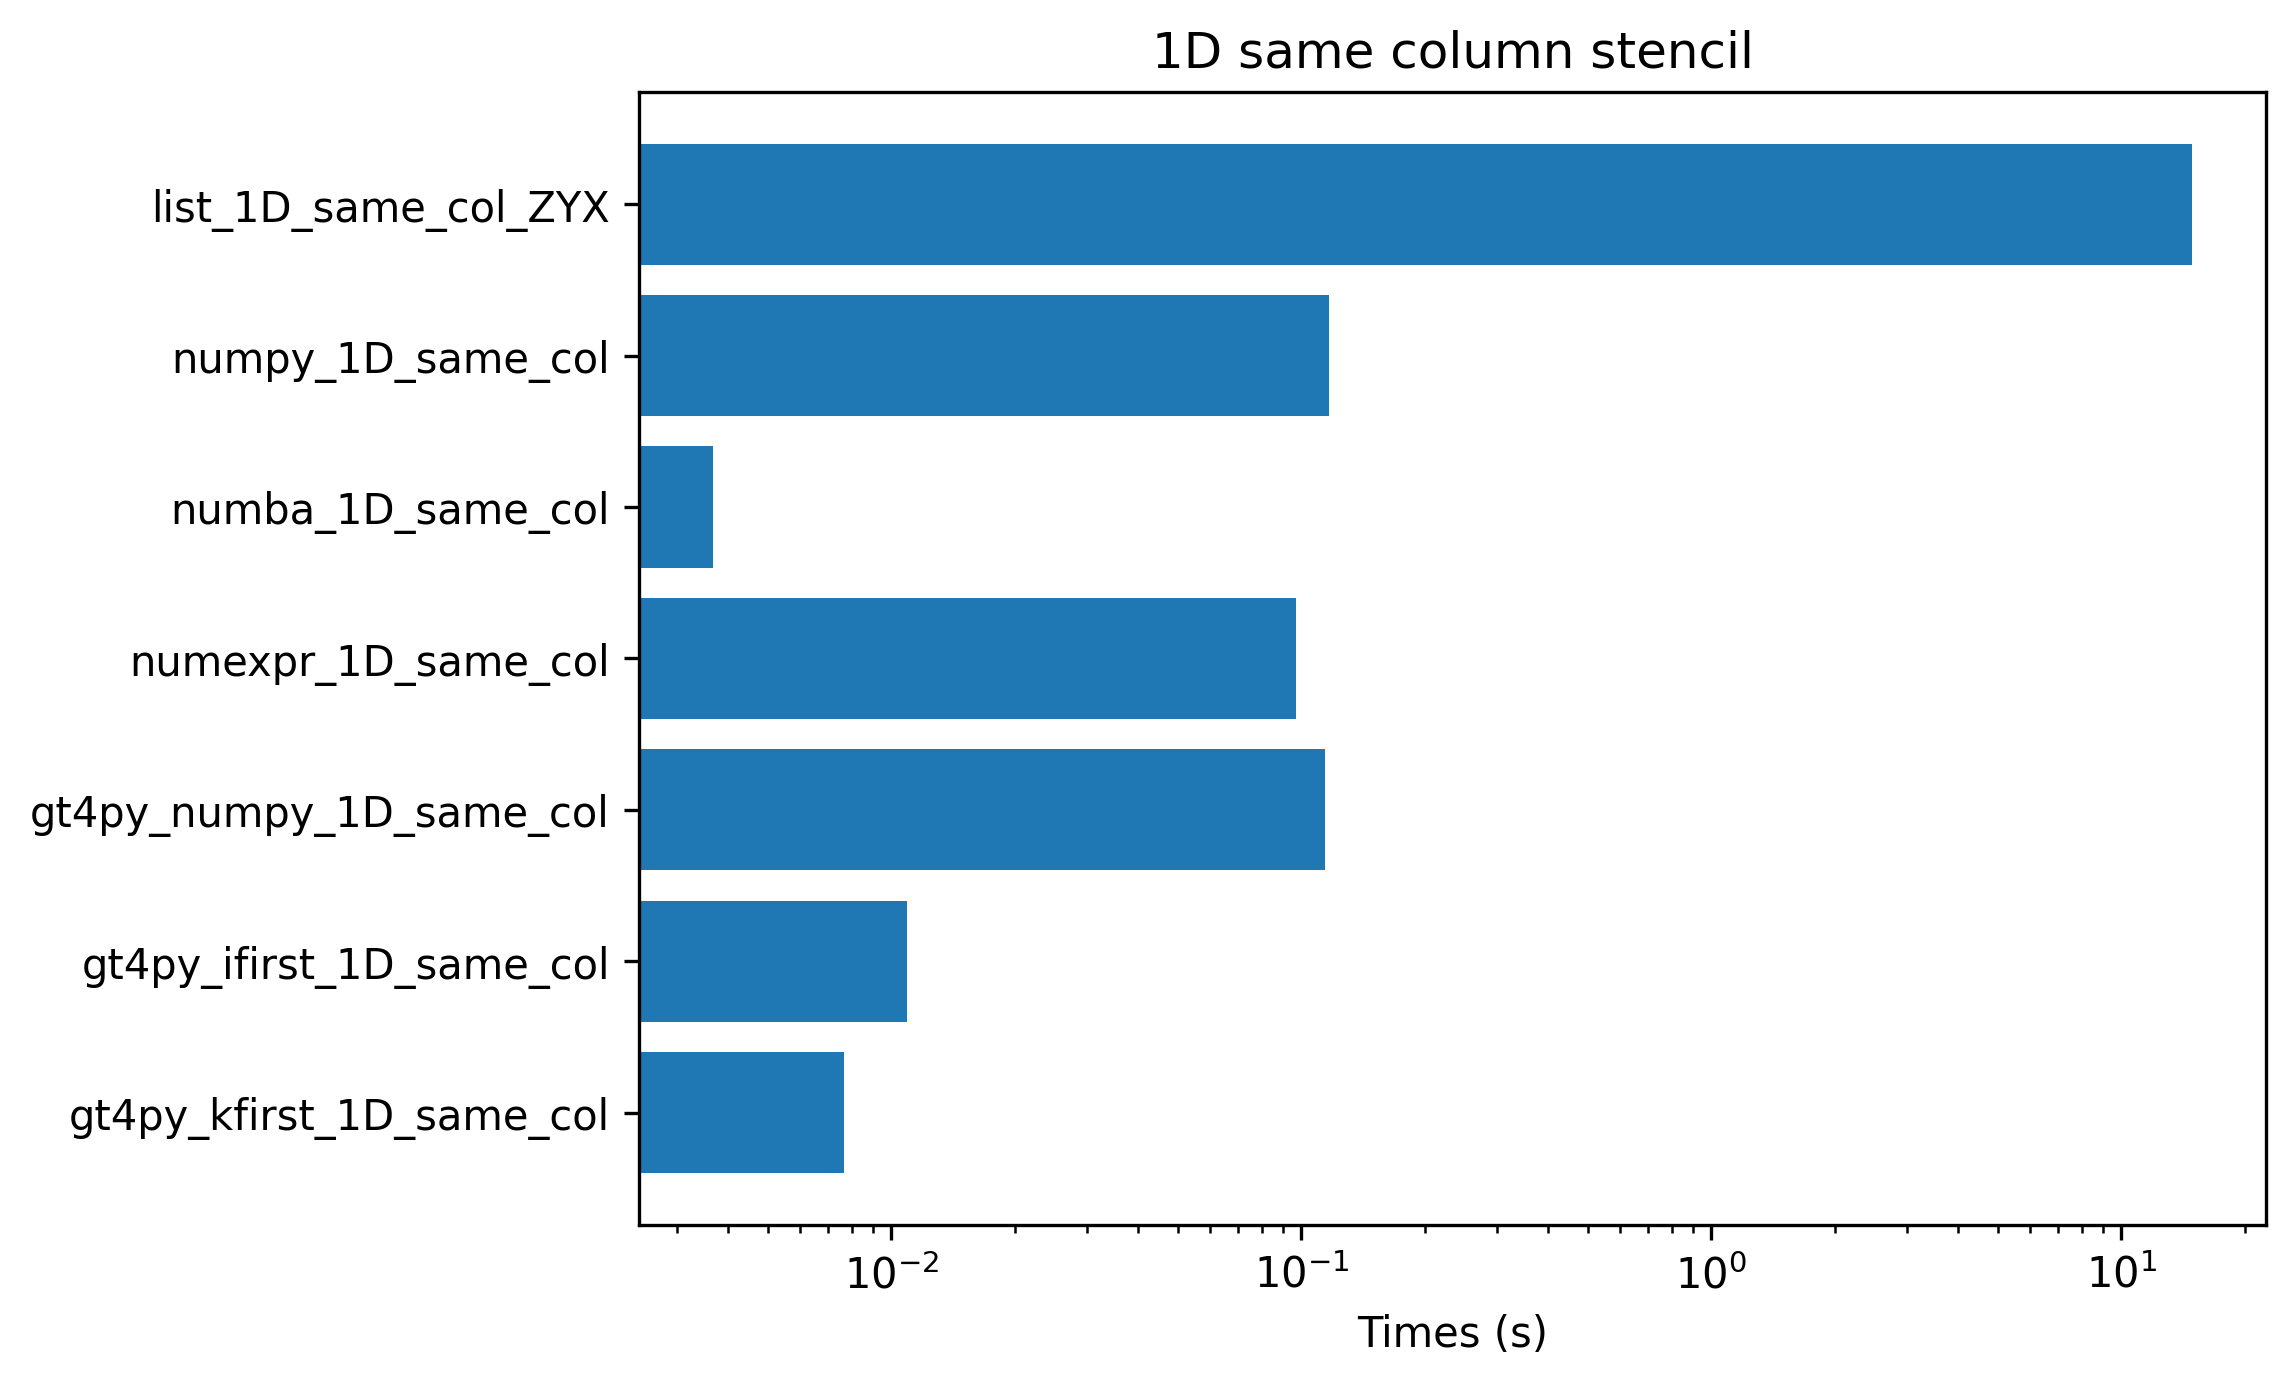 1D same column stencil
list_1D_same_col_ZYX
numpy_1D_same_col
numba_1D_same_col
numexpr_1D_same_col
gt4py_numpy_1D_same_col
gt4py_ifirst_1D_same_col
gt4py_kfirst_1D_same_col
10⁻² 10⁻¹ 10⁰ 10¹
Times (s)